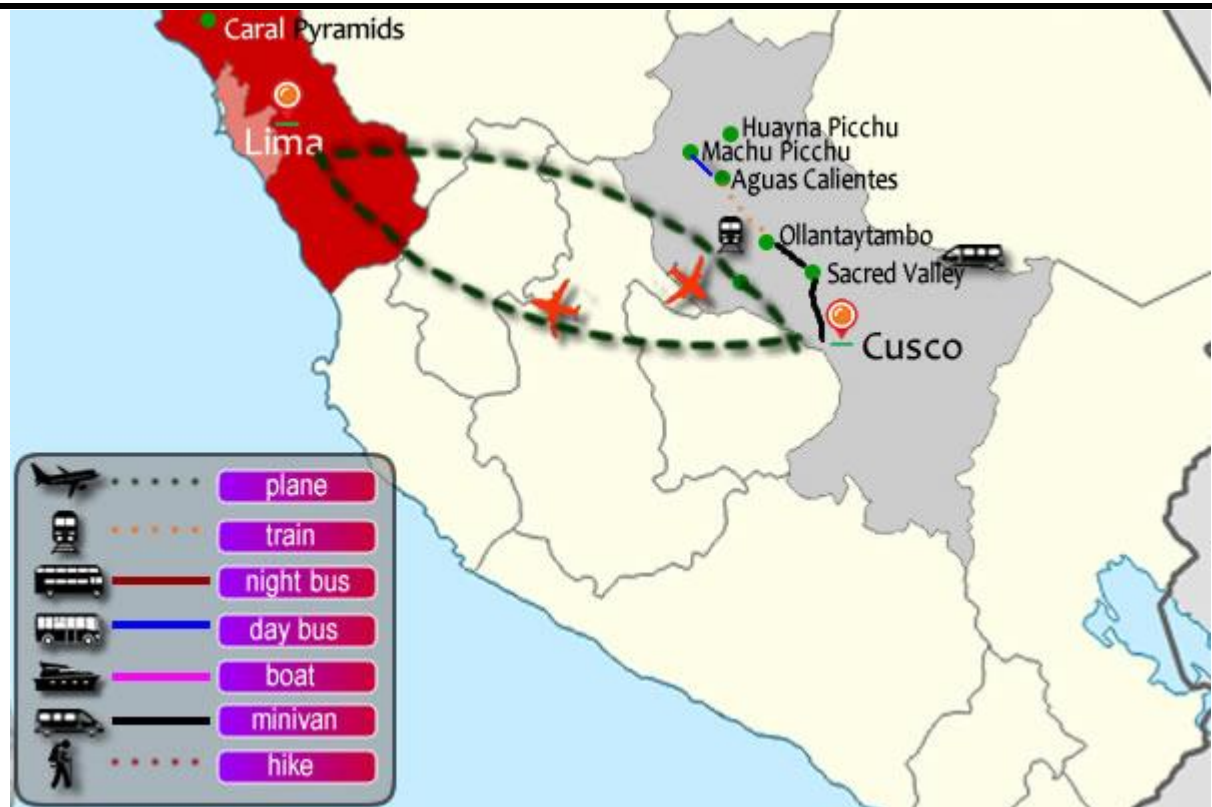 Caral Pyramids
Lima
Huayna Picchu
Machu Picchu
Aguas Calientes
Ollantaytambo
Sacred Valley
Cusco
plane
train
night bus
day bus
boat
minivan
hike